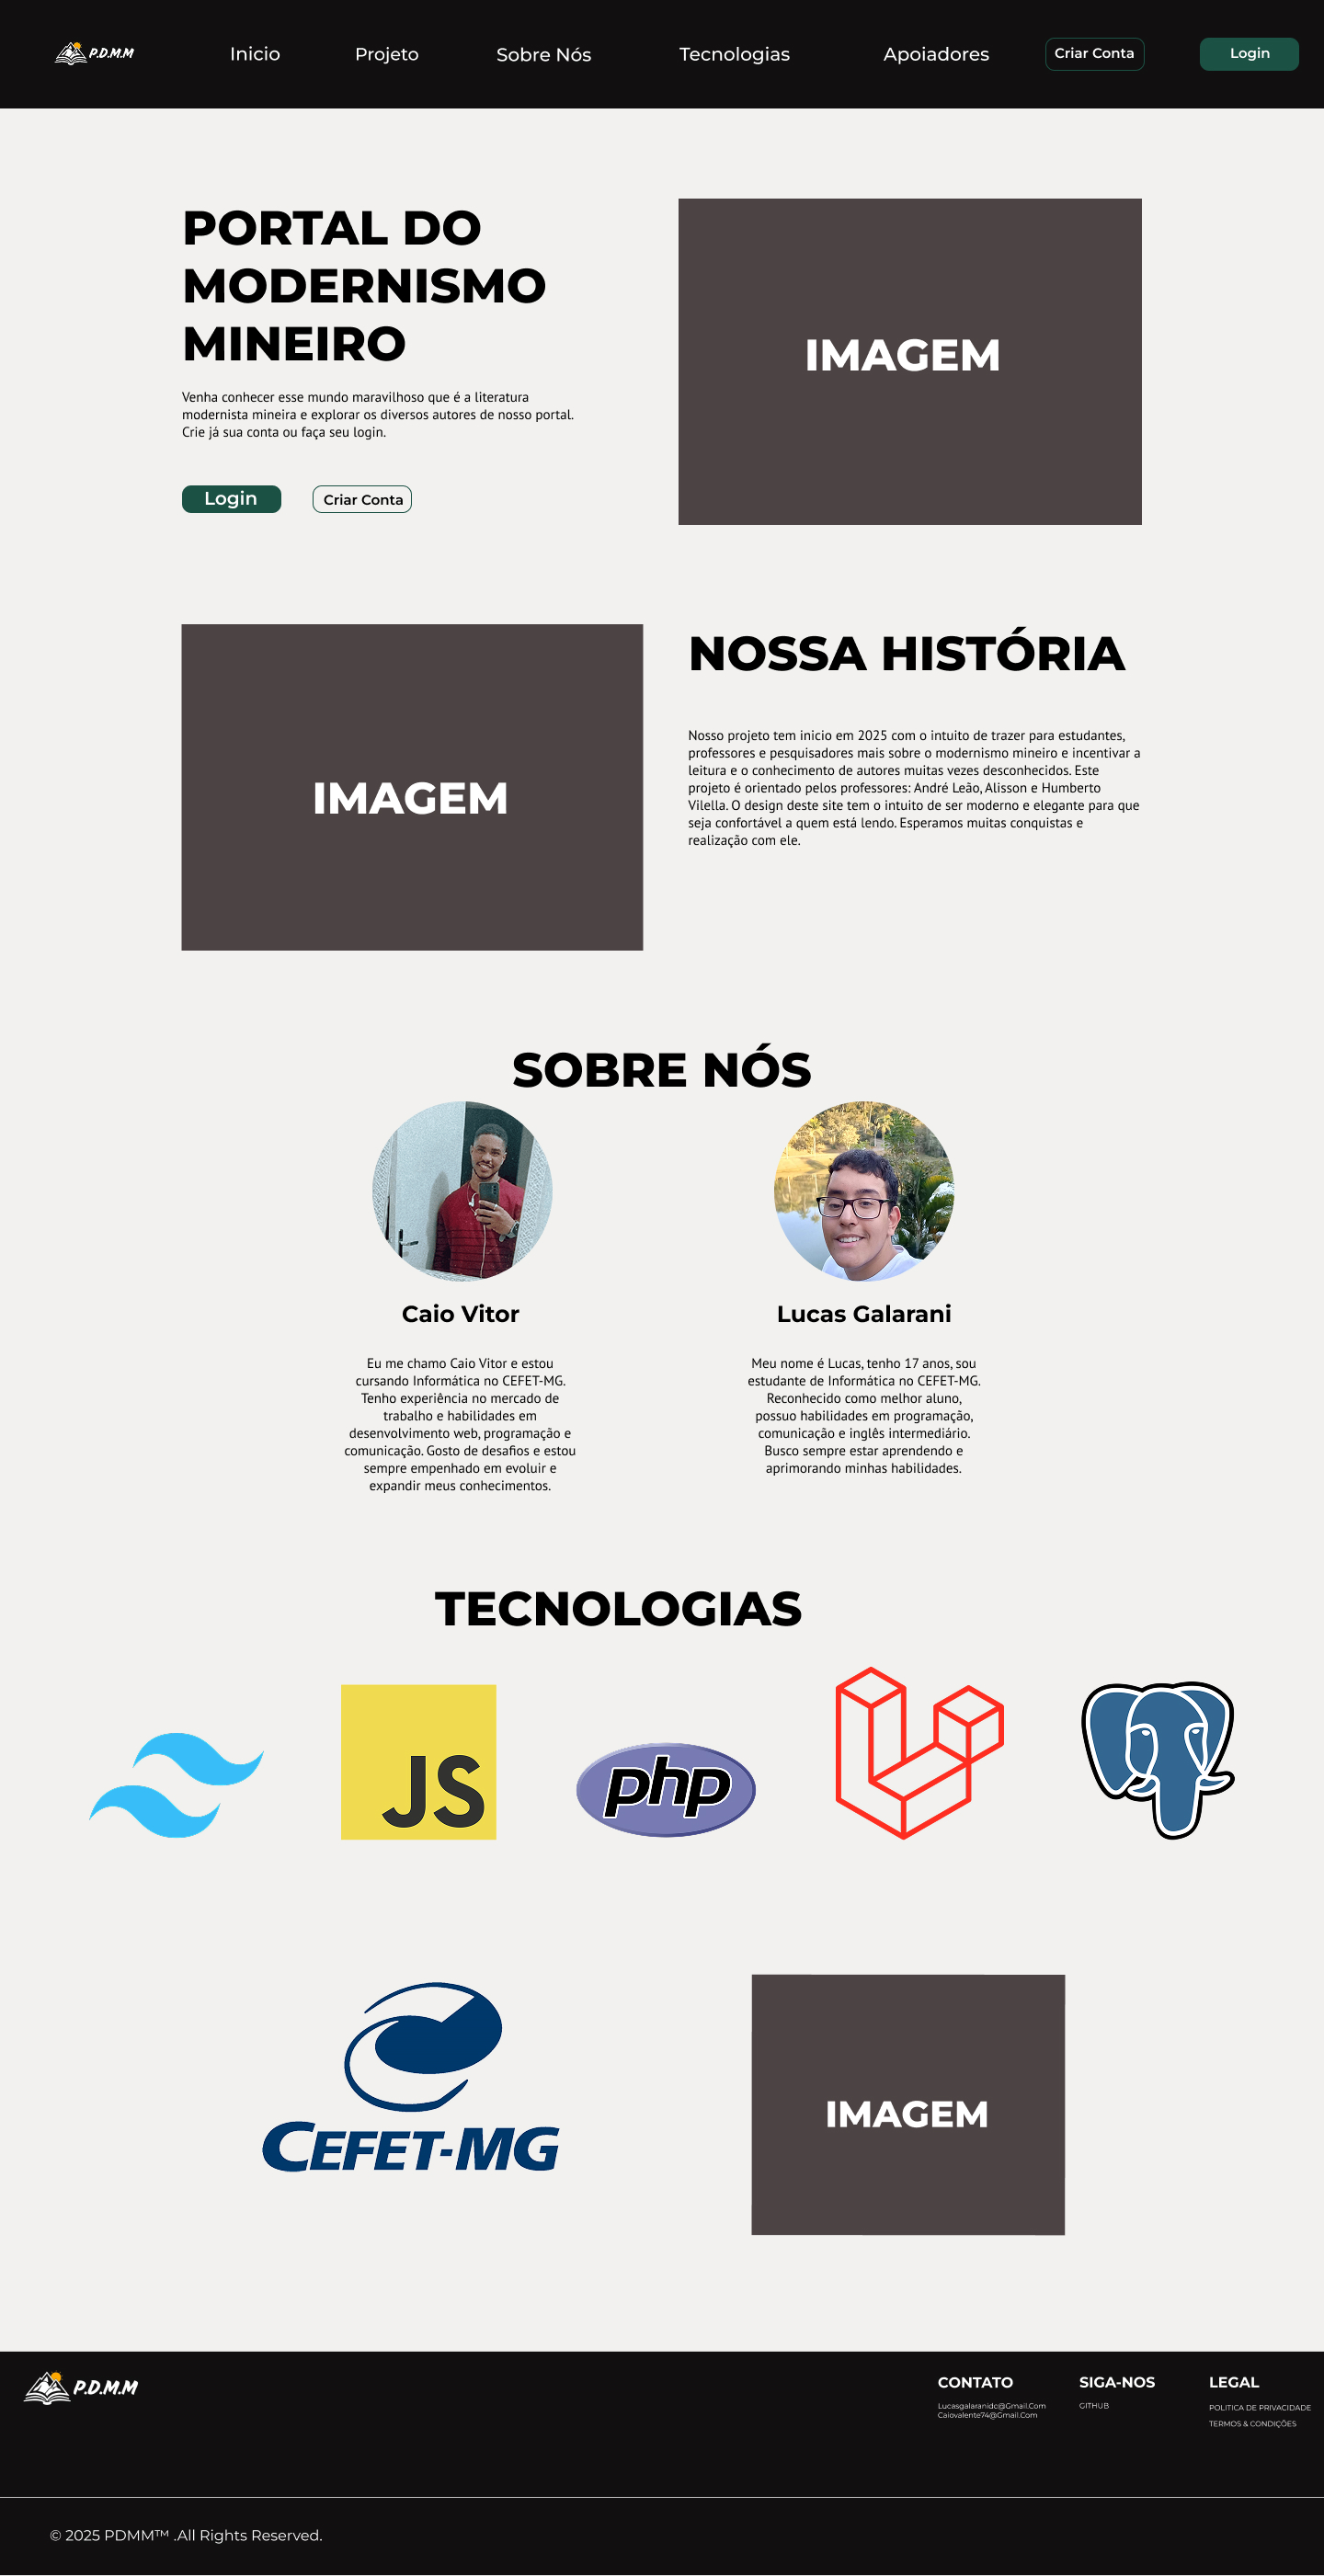 P.D.M.M
Inicio
Projeto
Sobre Nós
Tecnologias
Apoiadores
Criar Conta
Login
PORTAL DO
MODERNISMO
MINEIRO
Venha conhecer esse mundo maravilhoso que é a literatura
modernista mineira e explorar os diversos autores de nosso portal.
Crie já sua conta ou faça seu login.
Login
Criar Conta
IMAGEM
IMAGEM
NOSSA HISTÓRIA
Nosso projeto tem inicio em 2025 com o intuito de trazer para estudantes,
professores e pesquisadores mais sobre o modernismo mineiro e incentivar a
leitura e o conhecimento de autores muitas vezes desconhecidos. Este
projeto é orientado pelos professores: André Leão, Alisson e Humberto
Vilella. O design deste site tem o intuito de ser moderno e elegante para que
seja confortável a quem está lendo. Esperamos muitas conquistas e
realização com ele.
SOBRE NÓS
Caio Vitor
Eu me chamo Caio Vitor e estou
cursando Informática no CEFET-MG.
Tenho experiência no mercado de
trabalho e habilidades em
desenvolvimento web, programação e
comunicação. Gosto de desafios e estou
sempre empenhado em evoluir e
expandir meus conhecimentos.
Lucas Galarani
Meu nome é Lucas, tenho 17 anos, sou
estudante de Informática no CEFET-MG.
Reconhecido como melhor aluno,
possuo habilidades em programação,
comunicação e inglês intermediário.
Busco sempre estar aprendendo e
aprimorando minhas habilidades.
TECNOLOGIAS
JS
php
CEFET-MG
IMAGEM
P.D.M.M
CONTATO
Lucasgalaranidc@Gmail.Com
Caiovalente74@Gmail.Com
SIGA-NOS
GITHUB
LEGAL
POLITICA DE PRIVACIDADE
TERMOS & CONDIÇÕES
© 2025 PDMM™ .All Rights Reserved.